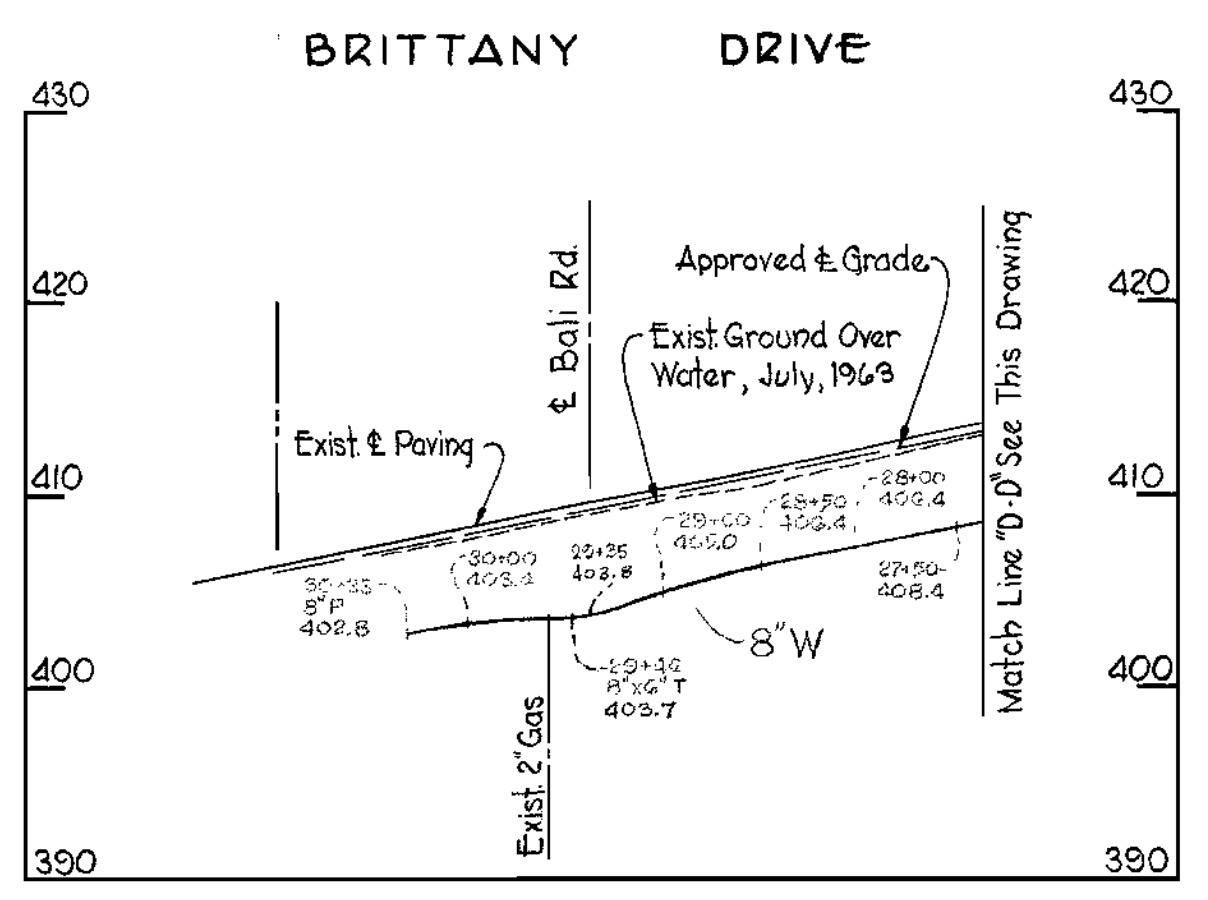 BRITTANY DRIVE
430
430
420
420
410
410
400
400
390
390
℄ Bali Rd.
Approved ℄ Grade
Exist. Ground Over
Water, July, 1963
Exist. ℄ Paving
Match Line "D-D" See This Drawing
28+00
28+50
406.4
29+00
405.0
29+35
403.8
30+00
403.4
30+33
8" P
402.8
27+50
408.4
8" W
8"x6" T
403.7
Exist. 2" Gas